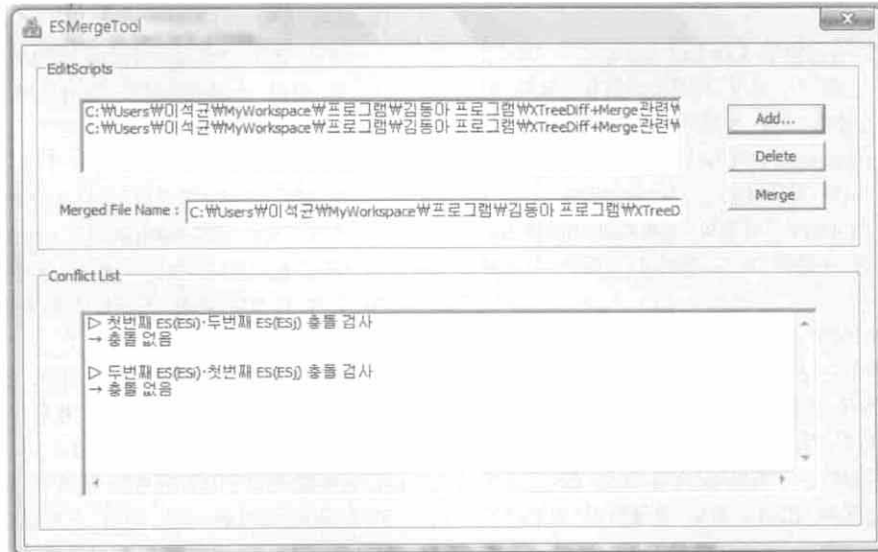 ESMergeTool
EditScripts
C:₩Users₩이석균₩MyWorkspace₩프로그램₩김동아 프로그램₩XTreeDiff+Merge관련₩
C:₩Users₩이석균₩MyWorkspace₩프로그램₩김동아 프로그램₩XTreeDiff+Merge관련₩
Add...
Delete
Merge
Merged File Name : C:₩Users₩이석균₩MyWorkspace₩프로그램₩김동아 프로그램₩XTreeD
Conflict List
▷ 첫번째 ES(ESi)·두번째 ES(ESj) 충돌 검사
→ 충돌 없음
▷ 두번째 ES(ESi)·첫번째 ES(ESj) 충돌 검사
→ 충돌 없음